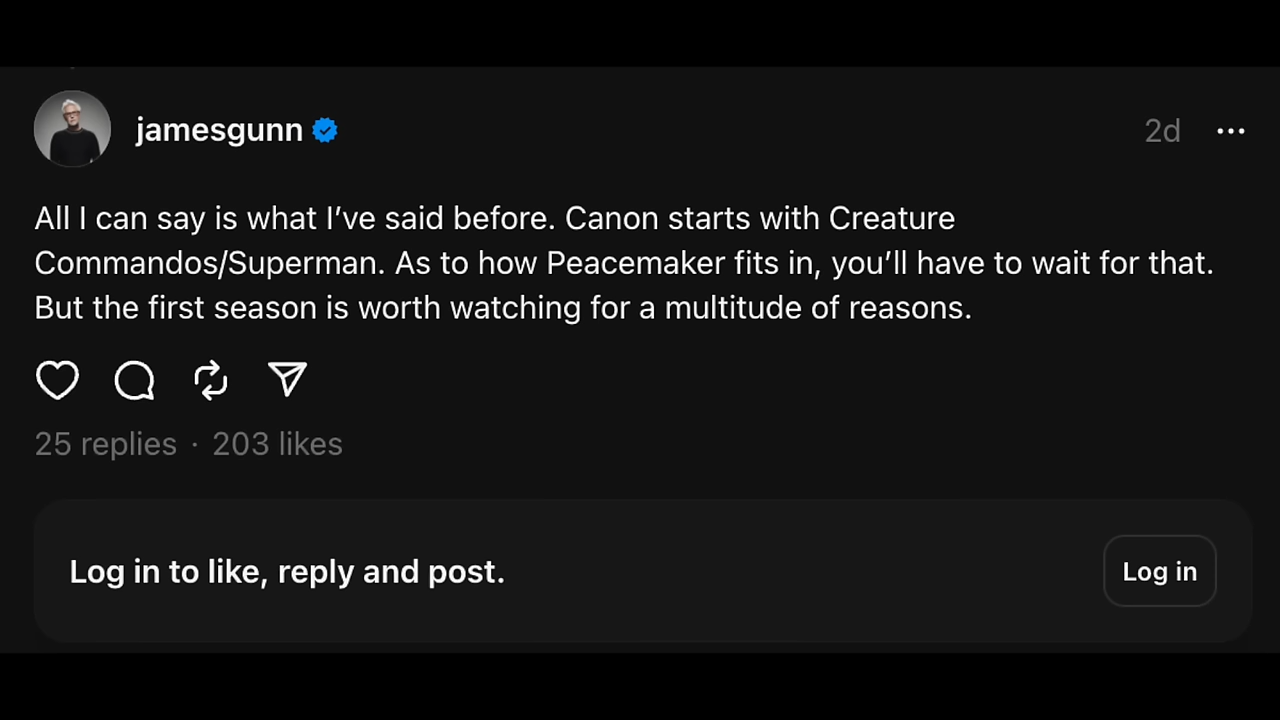 jamesgunn
2d
All I can say is what I’ve said before. Canon starts with Creature
Commandos/Superman. As to how Peacemaker fits in, you’ll have to wait for that.
But the first season is worth watching for a multitude of reasons.
25 replies · 203 likes
Log in to like, reply and post.
Log in